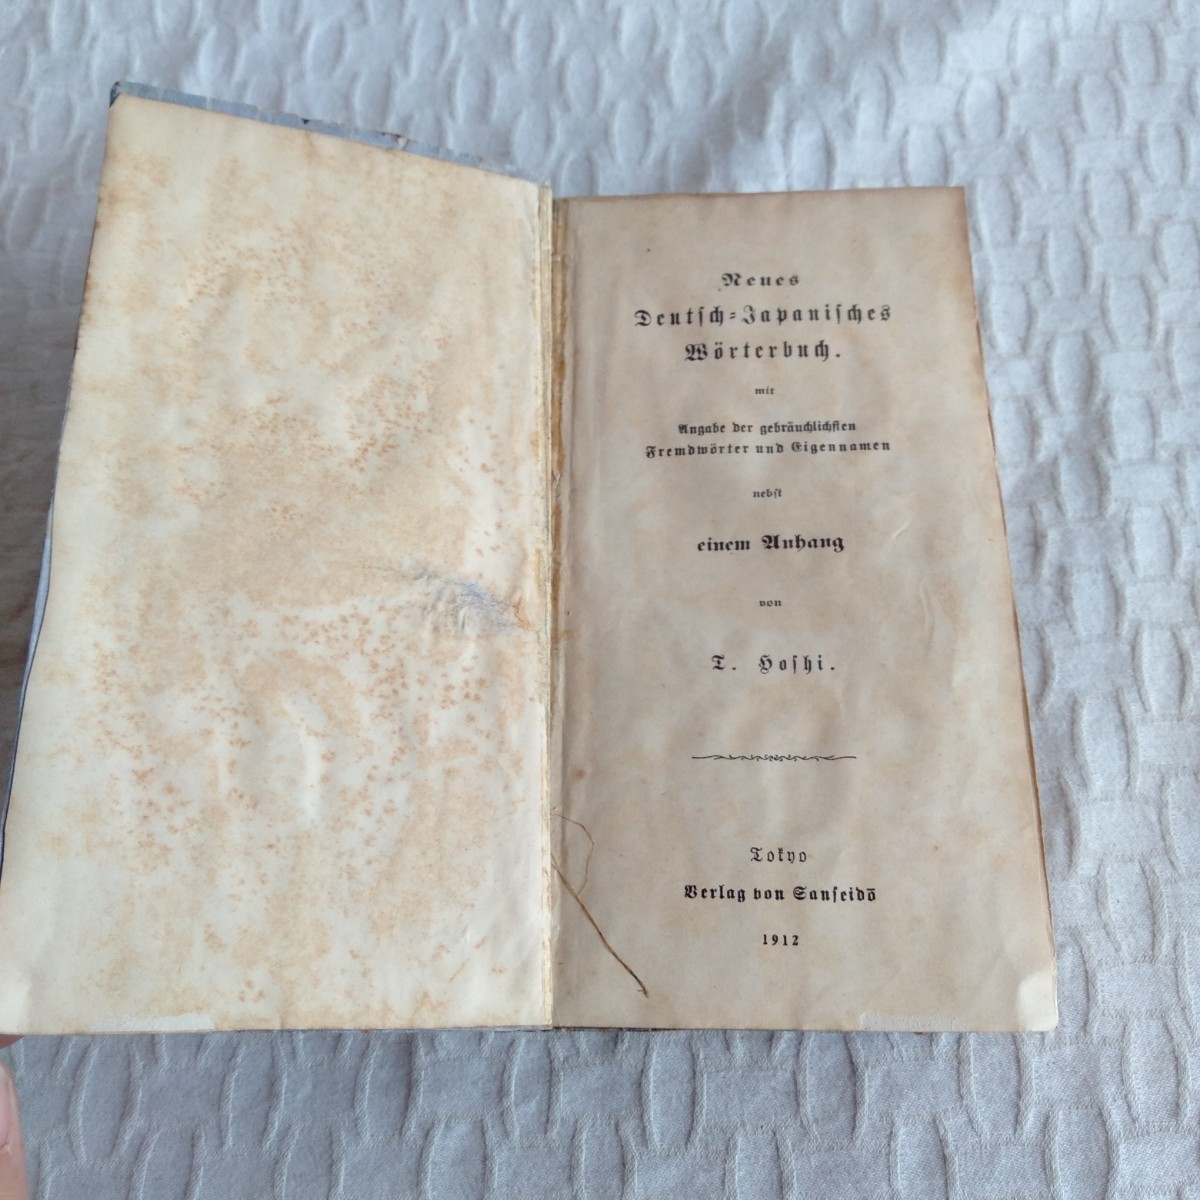 Neues
Deutſch-Japaniſches
Wörterbuch.
mit
Angabe der gebräuchlichſten
Fremdwörter und Eigennamen
nebſt
einem Anhang
von
T. Hoſhi.
Tokyo
Verlag von Sanſeidō
1912